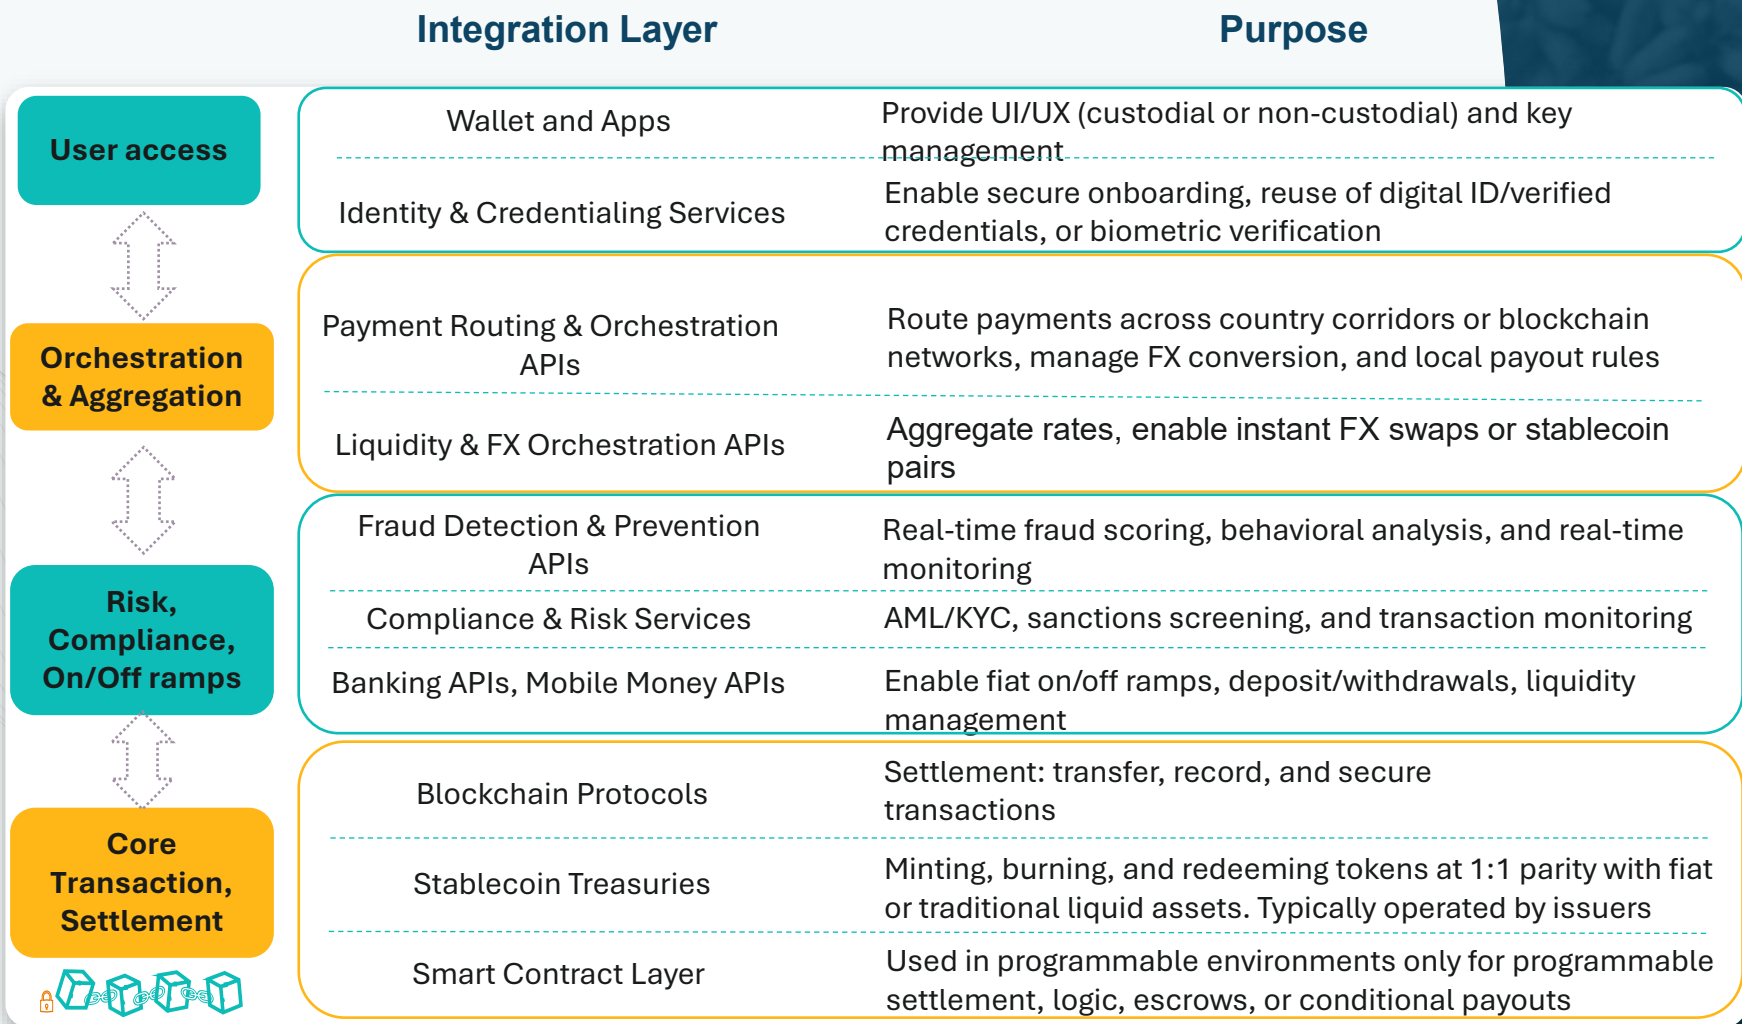 Integration Layer
Purpose
User access
Wallet and Apps
Provide UI/UX (custodial or non-custodial) and key
management
Identity & Credentialing Services
Enable secure onboarding, reuse of digital ID/verified
credentials, or biometric verification
Orchestration
& Aggregation
Payment Routing & Orchestration
APIs
Route payments across country corridors or blockchain
networks, manage FX conversion, and local payout rules
Liquidity & FX Orchestration APIs
Aggregate rates, enable instant FX swaps or stablecoin
pairs
Risk,
Compliance,
On/Off ramps
Fraud Detection & Prevention
APIs
Real-time fraud scoring, behavioral analysis, and real-time
monitoring
Compliance & Risk Services
AML/KYC, sanctions screening, and transaction monitoring
Banking APIs, Mobile Money APIs
Enable fiat on/off ramps, deposit/withdrawals, liquidity
management
Core
Transaction,
Settlement
Blockchain Protocols
Settlement: transfer, record, and secure
transactions
Stablecoin Treasuries
Minting, burning, and redeeming tokens at 1:1 parity with fiat
or traditional liquid assets. Typically operated by issuers
Smart Contract Layer
Used in programmable environments only for programmable
settlement, logic, escrows, or conditional payouts